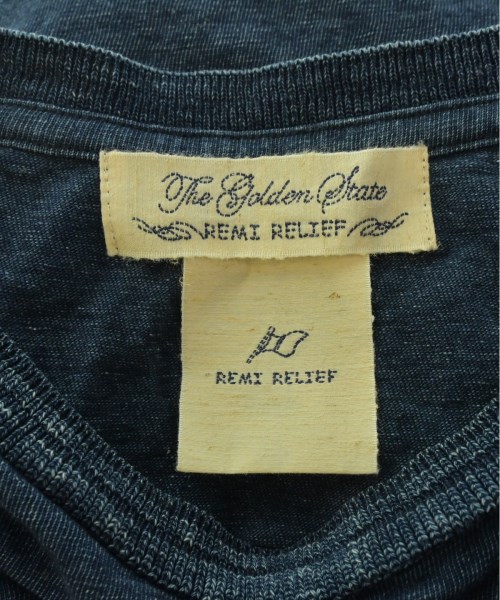 The Golden State
REMI RELIEF
REMI RELIEF